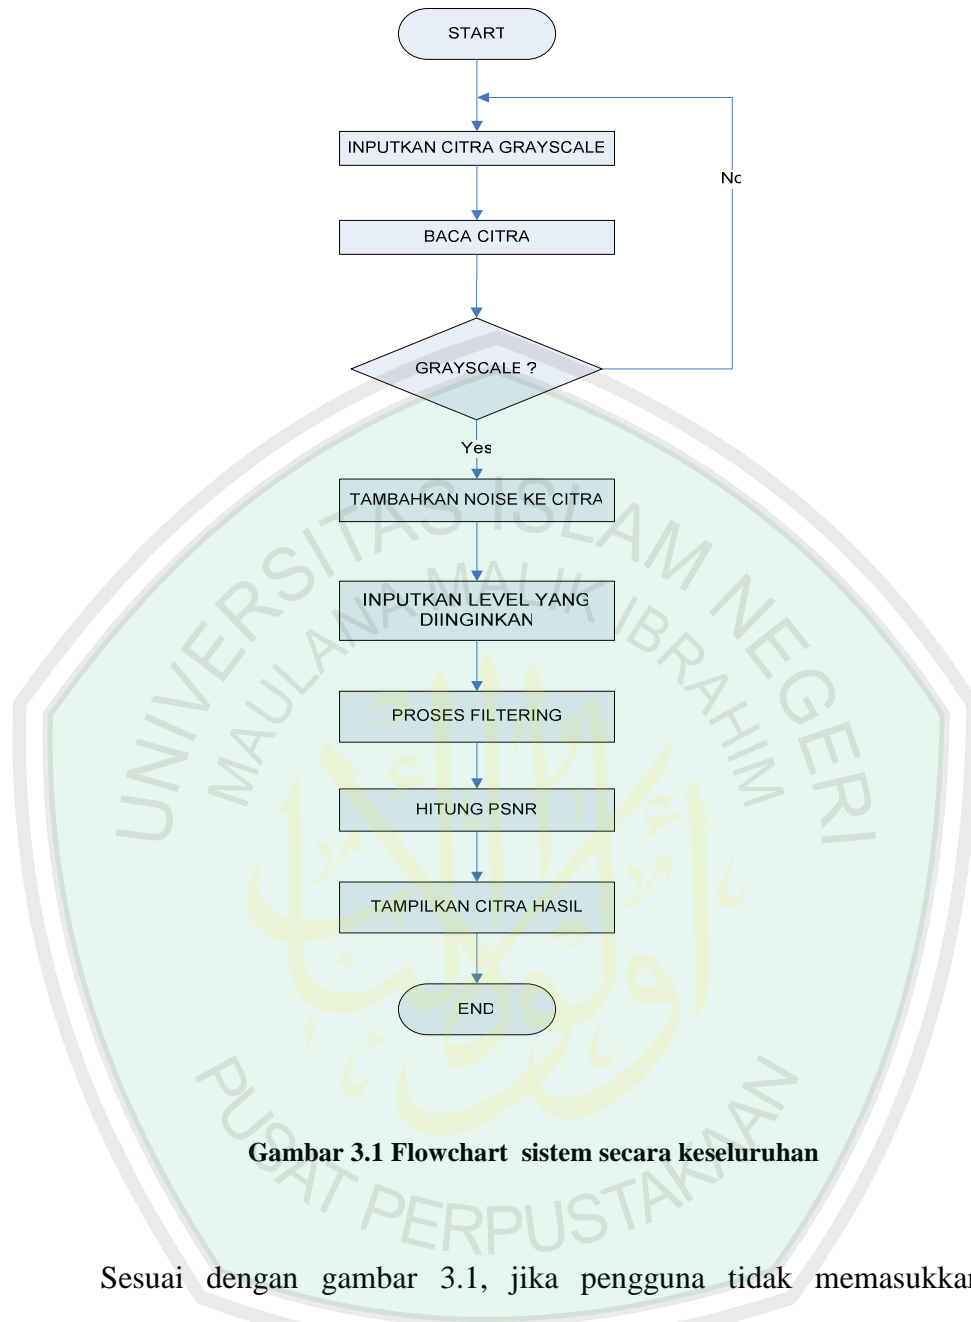 START
INPUTKAN CITRA GRAYSCALE
No
BACA CITRA
GRAYSCALE ?
Yes
TAMBAHKAN NOISE KE CITRA
INPUTKAN LEVEL YANG
DIINGINKAN
PROSES FILTERING
HITUNG PSNR
TAMPILKAN CITRA HASIL
END
UNIVERSITAS ISLAM NEGERI
MAULANA MALIK IBRAHIM
PUSAT PERPUSTAKAAN
Gambar 3.1 Flowchart sistem secara keseluruhan
Sesuai dengan gambar 3.1, jika pengguna tidak memasukkan